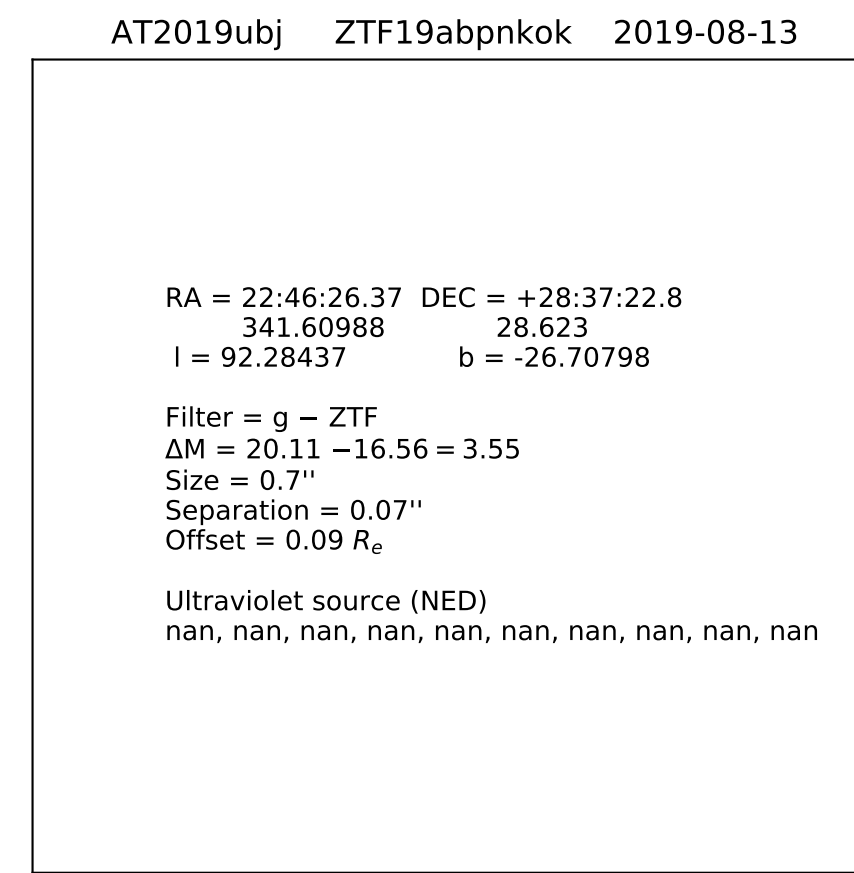 AT2019ubj ZTF19abpnkok 2019-08-13
RA = 22:46:26.37 DEC = +28:37:22.8
341.60988 28.623
l = 92.28437 b = -26.70798
Filter = g − ZTF
ΔM = 20.11 −16.56 = 3.55
Size = 0.7''
Separation = 0.07''
Offset = 0.09 Re
Ultraviolet source (NED)
nan, nan, nan, nan, nan, nan, nan, nan, nan, nan